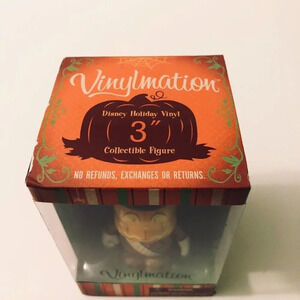 Vinylmation
Disney Holiday Vinyl
3"
Collectible Figure
NO REFUNDS, EXCHANGES OR RETURNS.
Vinylmation